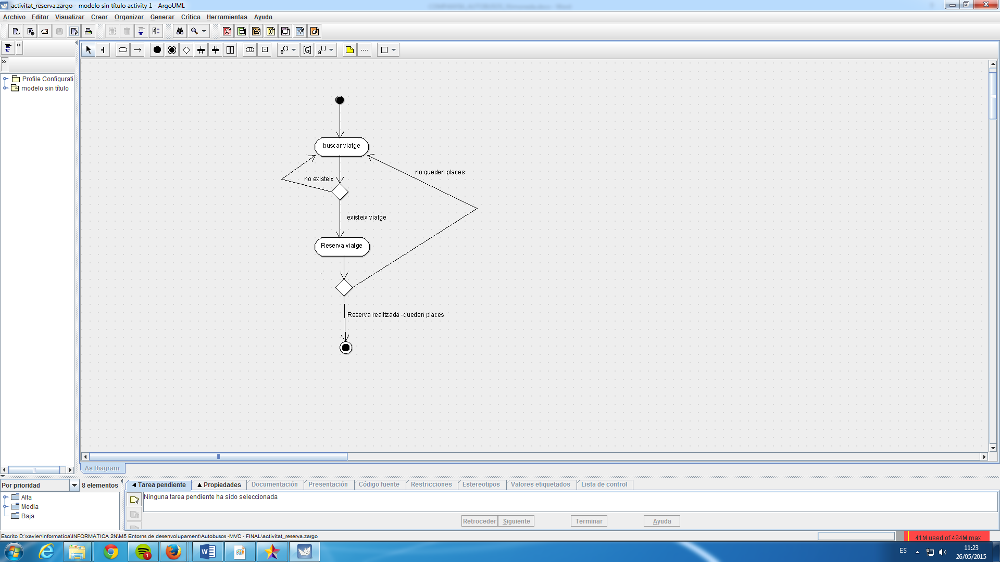 activitat_reserva.zargo - modelo sin título activity 1 - ArgoUML
Archivo Editar Visualizar Crear Organizar Generar Crítica Herramientas Ayuda
Profile Configurati
modelo sin título
buscar viatge
no queden places
no existeix
existeix viatge
Reserva viatge
Reserva realitzada -queden places
As Diagram
Por prioridad 8 elementos
Alta
Media
Baja
Tarea pendiente Propiedades Documentación Presentación Código fuente Restricciones Estereotipos Valores etiquetados Lista de control
Ninguna tarea pendiente ha sido seleccionada
Retroceder Siguiente Terminar Ayuda
Escrito D:\xavier\informatica\INFORMATICA 2N\M5 Entorns de desenvolupament\Autobusos -MVC - FINAL\activitat_reserva.zargo
41M used of 494M max
ES
11:23
26/05/2015